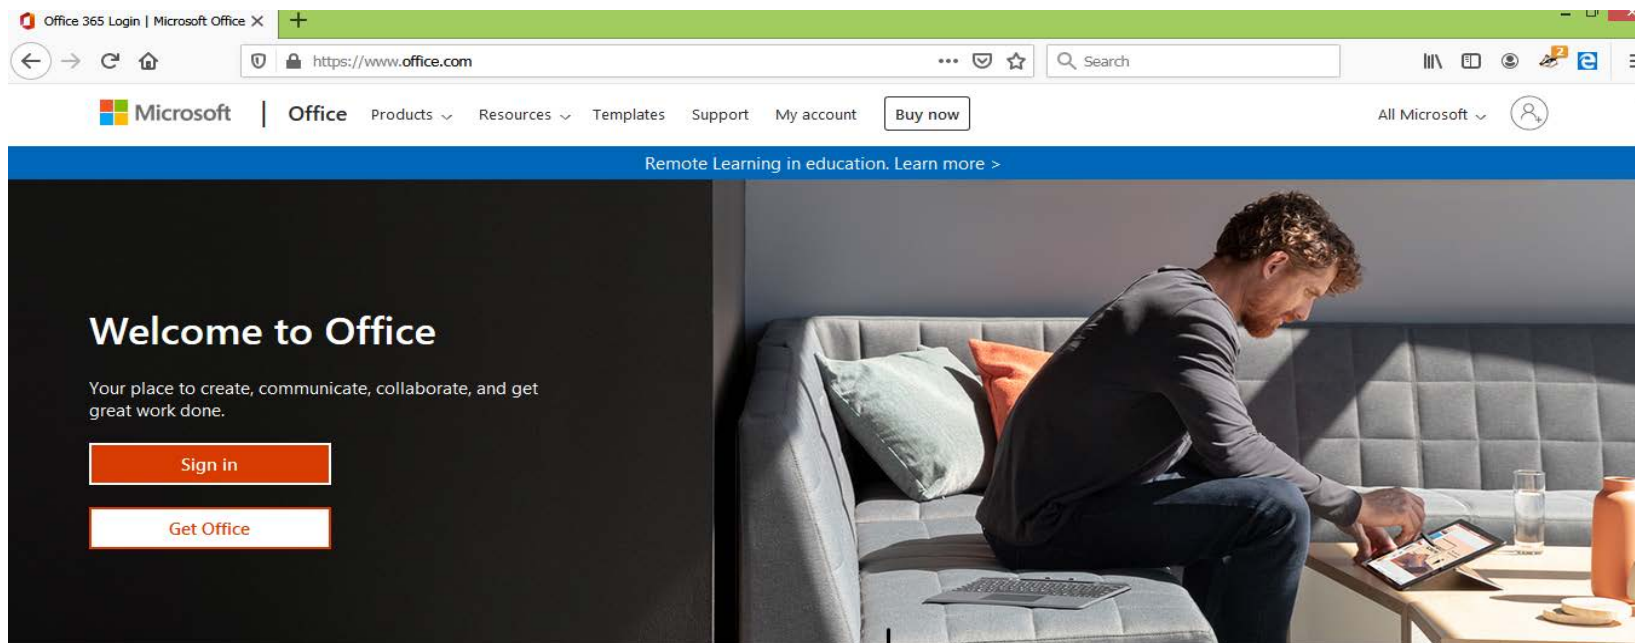 Office 365 Login | Microsoft Office
https://www.office.com
Search
2
Microsoft | Office Products Resources Templates Support My account Buy now All Microsoft
Remote Learning in education. Learn more >
Welcome to Office
Your place to create, communicate, collaborate, and get
great work done.
Sign in
Get Office